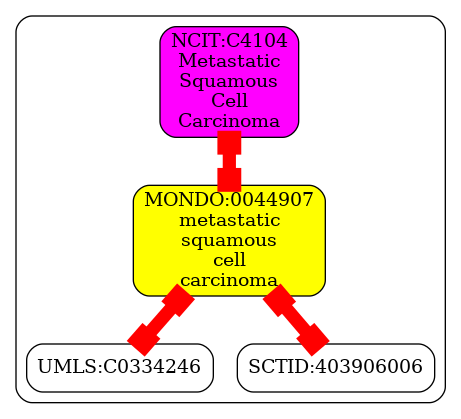 NCIT:C4104
Metastatic
Squamous
Cell
Carcinoma
MONDO:0044907
metastatic
squamous
cell
carcinoma
UMLS:C0334246
SCTID:403906006